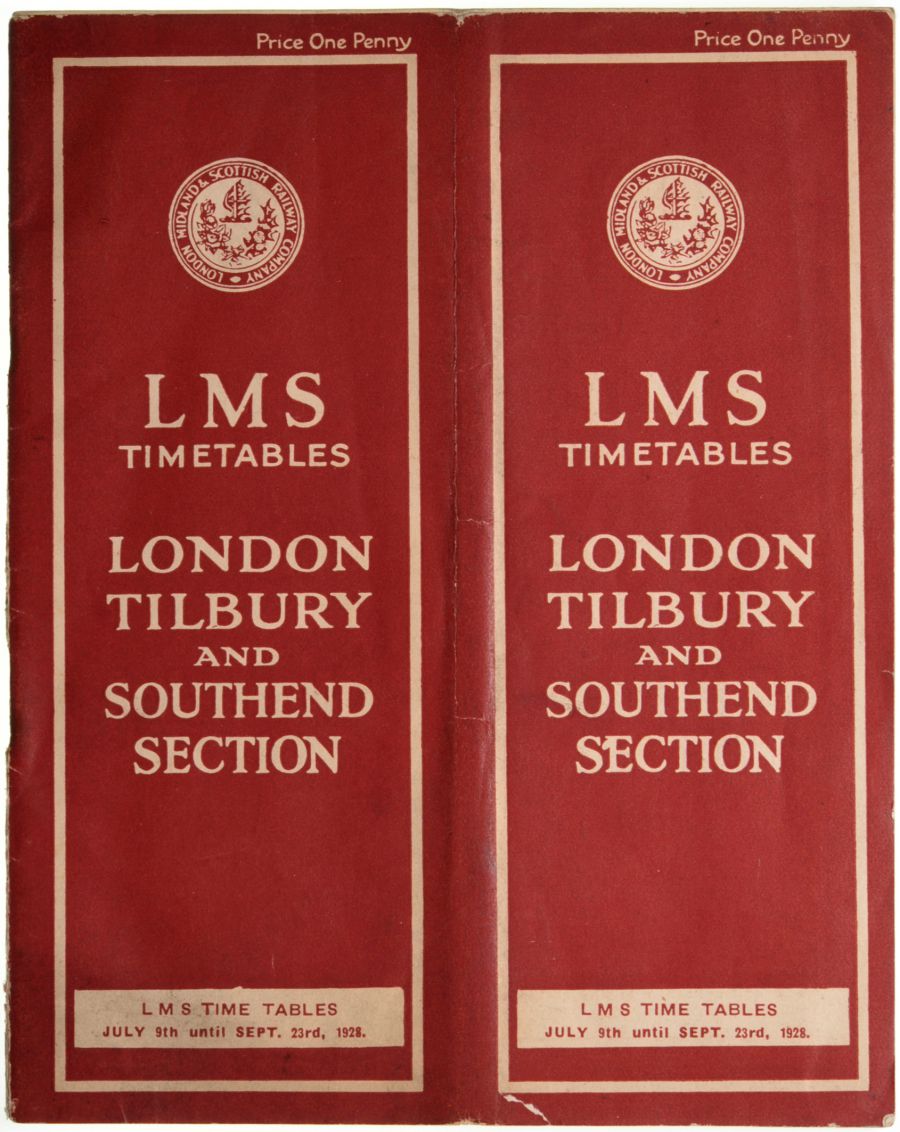 Price One Penny
LONDON MIDLAND & SCOTTISH RAILWAY COMPANY
LMS
TIMETABLES
LONDON
TILBURY
AND
SOUTHEND
SECTION
LMS TIME TABLES
JULY 9th until SEPT. 23rd, 1928.
Price One Penny
LONDON MIDLAND & SCOTTISH RAILWAY COMPANY
LMS
TIMETABLES
LONDON
TILBURY
AND
SOUTHEND
SECTION
LMS TIME TABLES
JULY 9th until SEPT. 23rd, 1928.